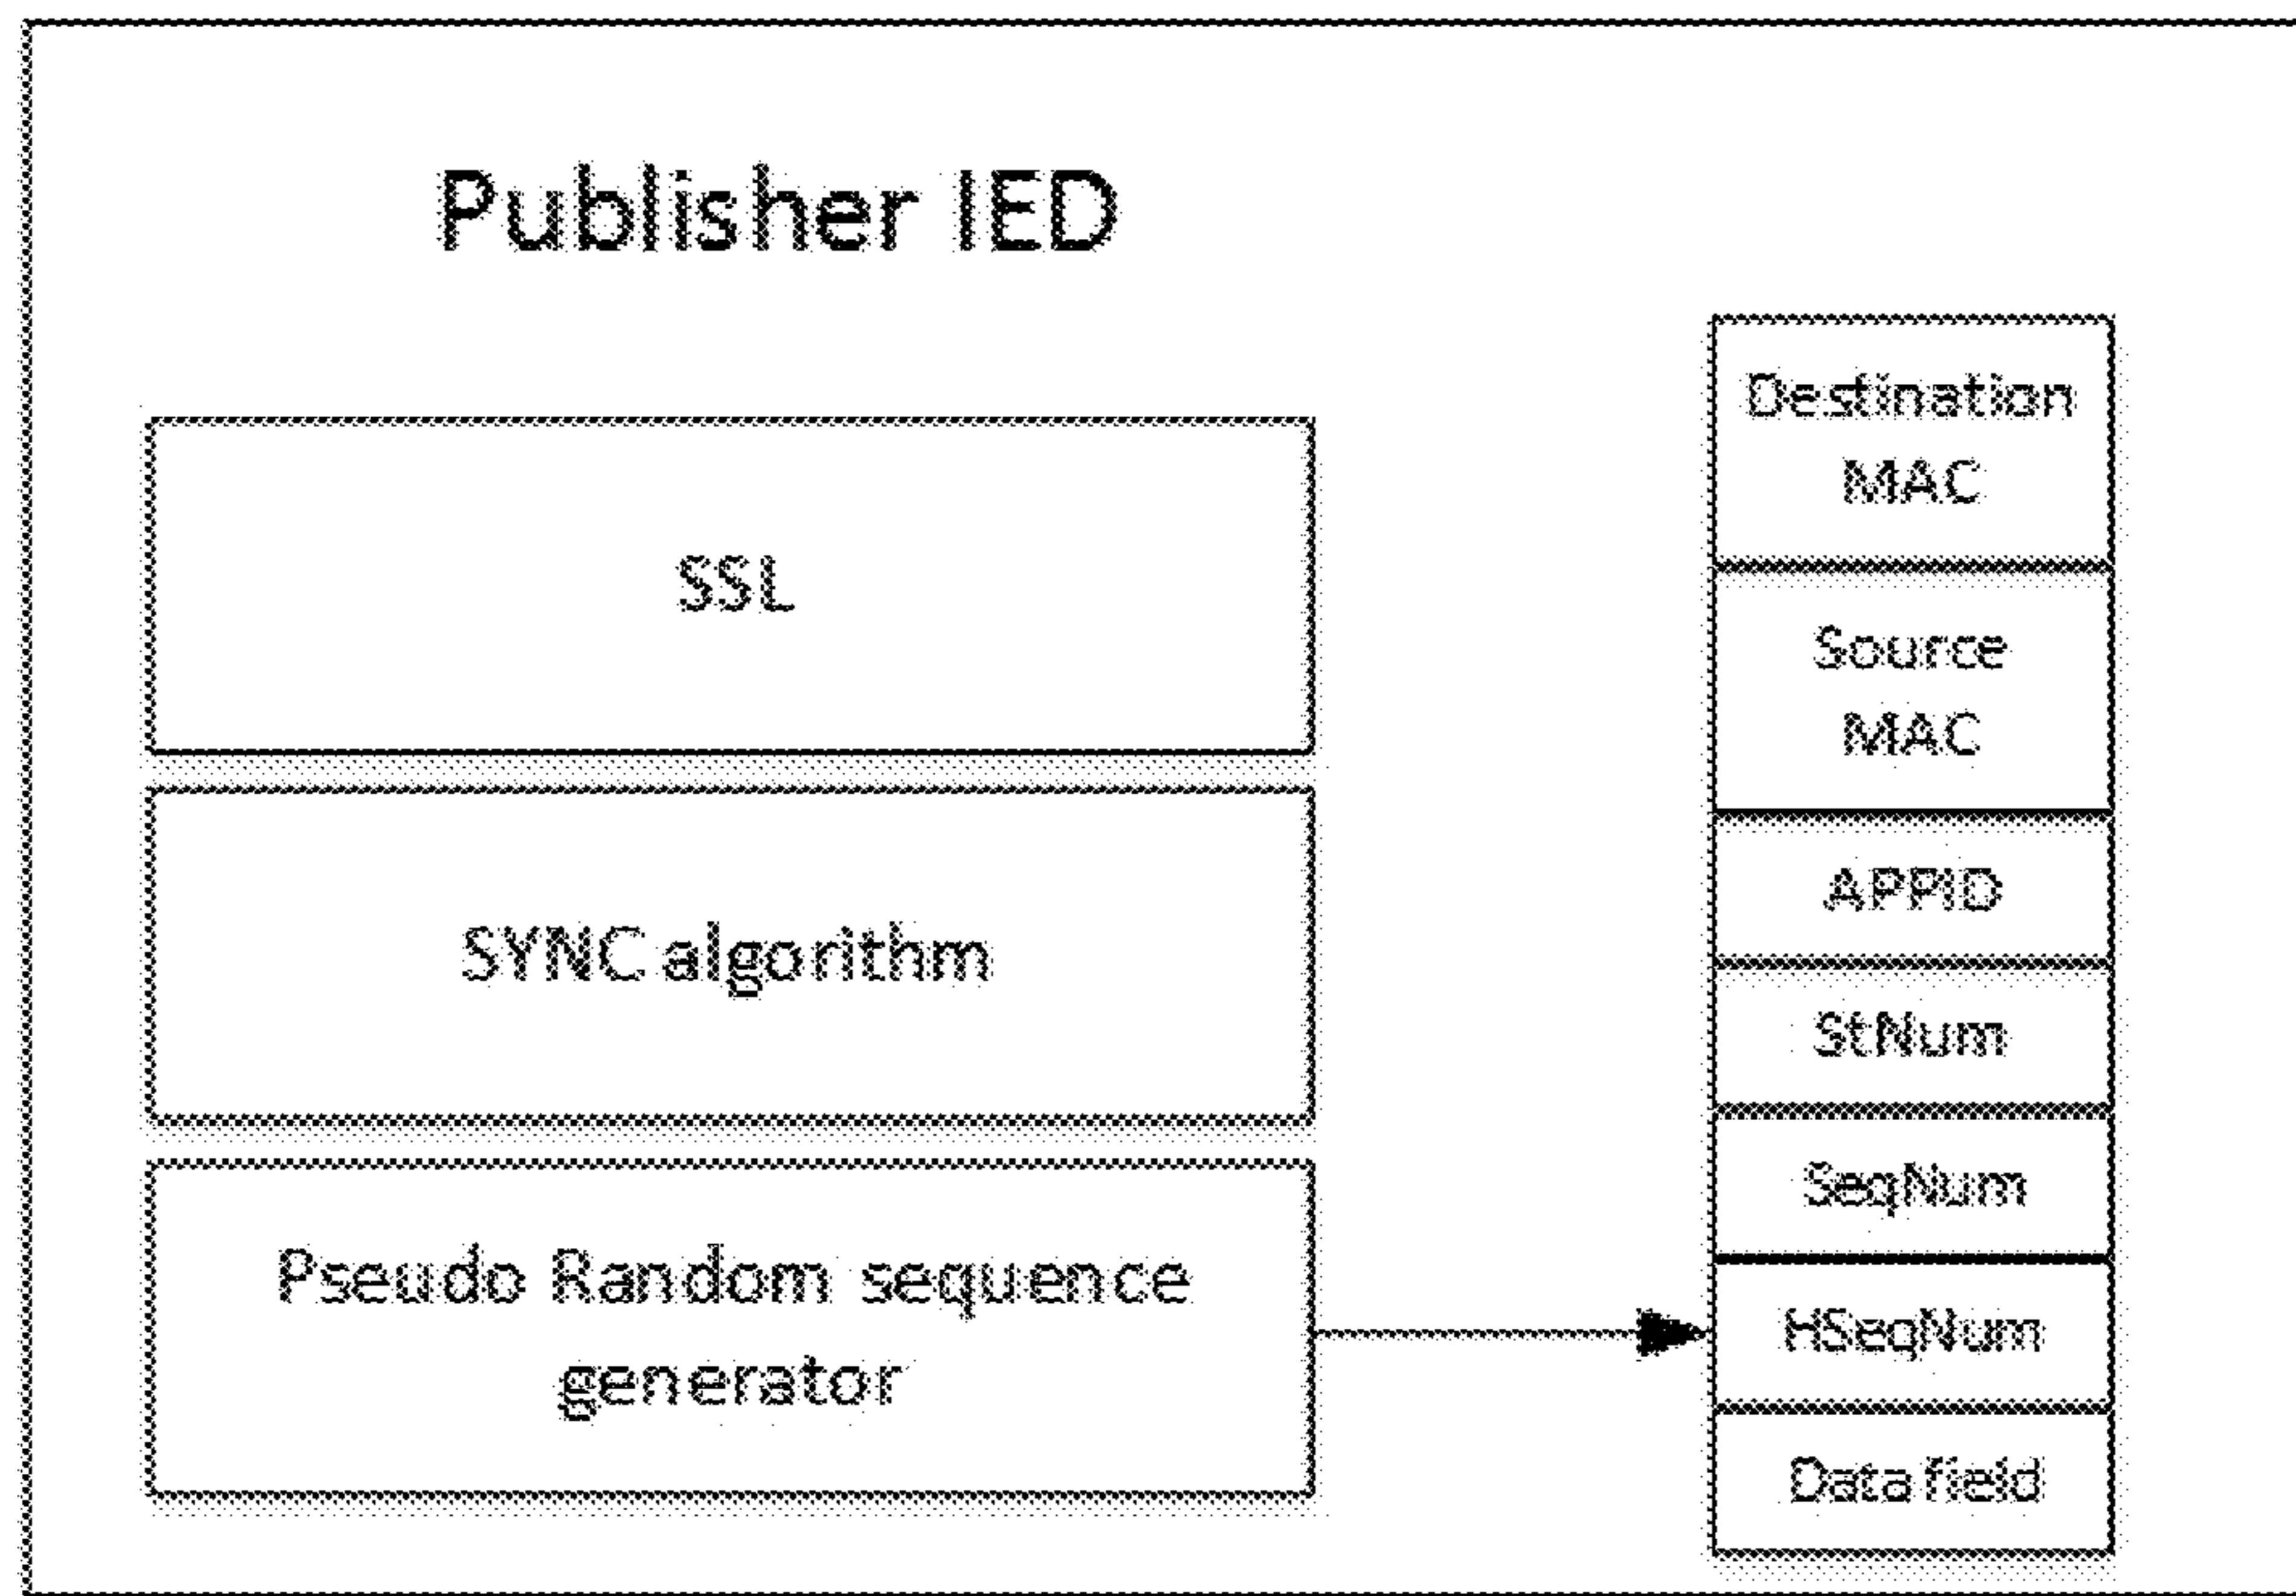 Publisher IED
SSL
SYNC algorithm
Pseudo Random sequence
generator
Destination
MAC
Source
MAC
APPID
StNum
SeqNum
HSeqNum
Data field